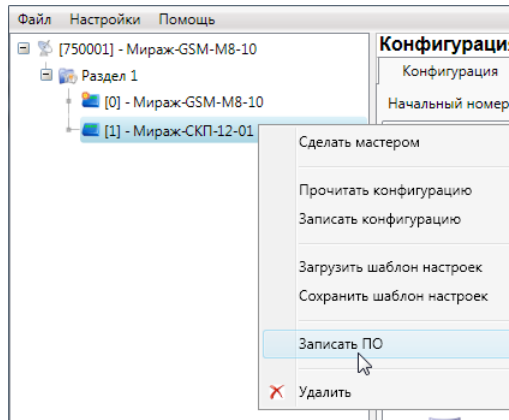 Файл Настройки Помощь
[750001] - Мираж-GSM-M8-10
Раздел 1
[0] - Мираж-GSM-M8-10
[1] - Мираж-СКП-12-01
Конфигураци
Конфигурация
Начальный номер
Сделать мастером
Прочитать конфигурацию
Записать конфигурацию
Загрузить шаблон настроек
Сохранить шаблон настроек
Записать ПО
Удалить